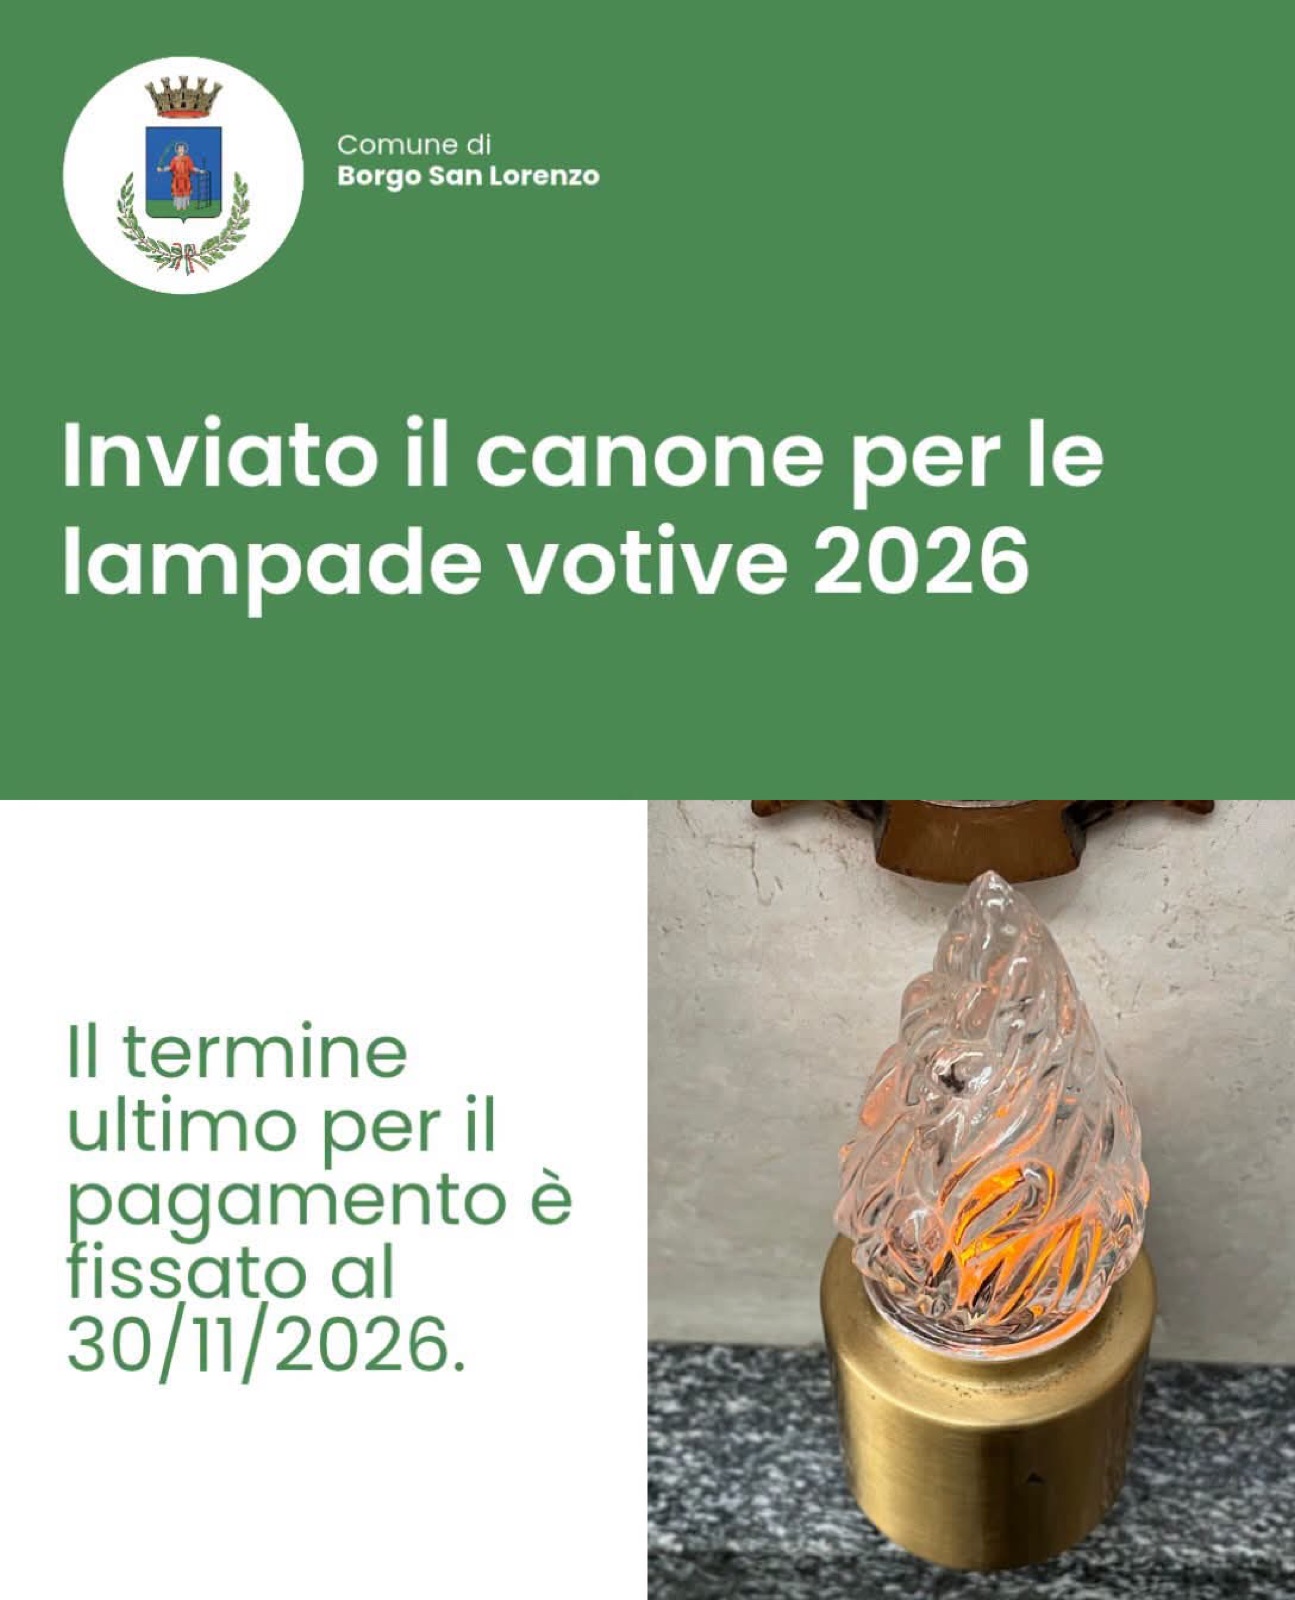 Comune di
Borgo San Lorenzo
Inviato il canone per le
lampade votive 2026
Il termine
ultimo per il
pagamento è
fissato al
30/11/2026.